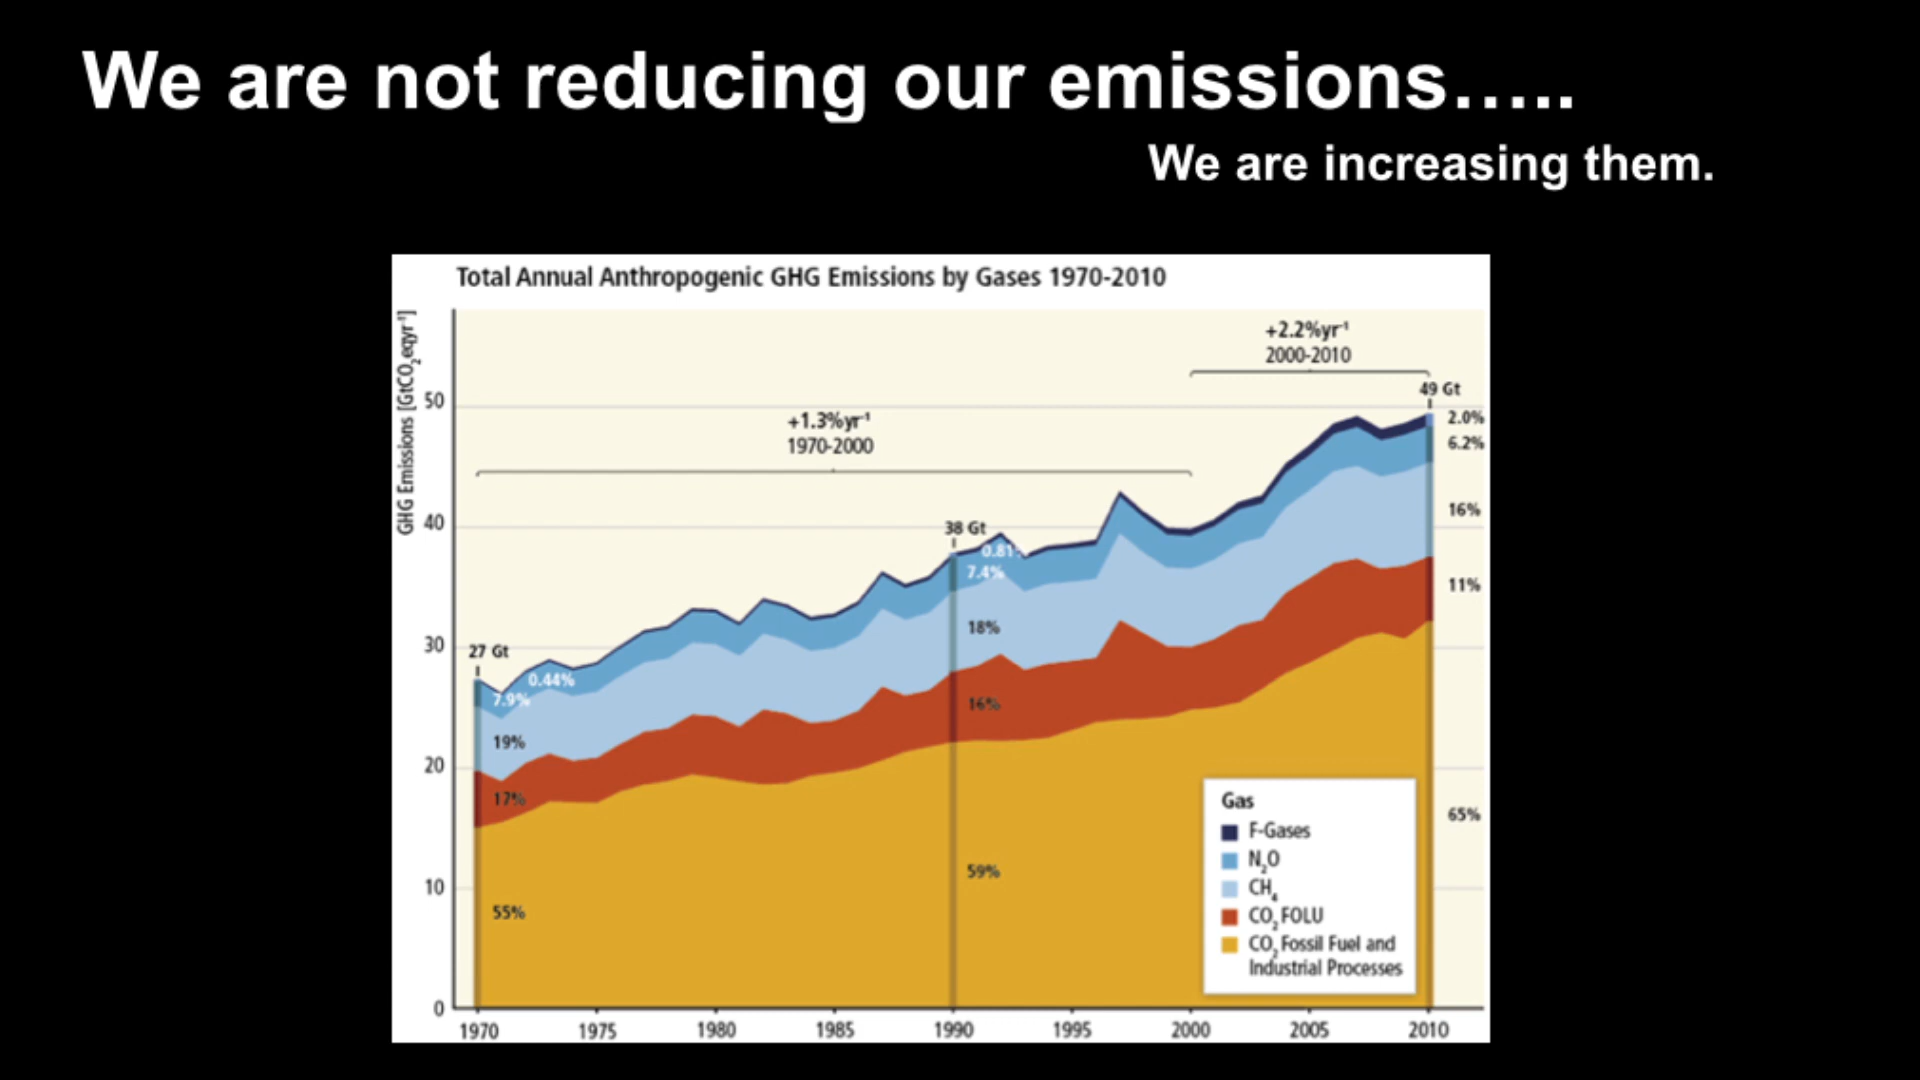 We are not reducing our emissions…..
We are increasing them.
Total Annual Anthropogenic GHG Emissions by Gases 1970-2010
GHG Emissions [GtCO₂eqyr⁻¹]
+2.2%yr⁻¹
2000-2010
49 Gt
50
2.0%
+1.3%yr⁻¹
1970-2000
6.2%
16%
40
38 Gt
0.81
7.4%
11%
18%
30
27 Gt
0.44%
7.9%
16%
19%
20
17%
65%
Gas
F-Gases
N₂O
CH₄
CO₂ FOLU
CO₂ Fossil Fuel and
Industrial Processes
59%
10
55%
0
1970 1975 1980 1985 1990 1995 2000 2005 2010